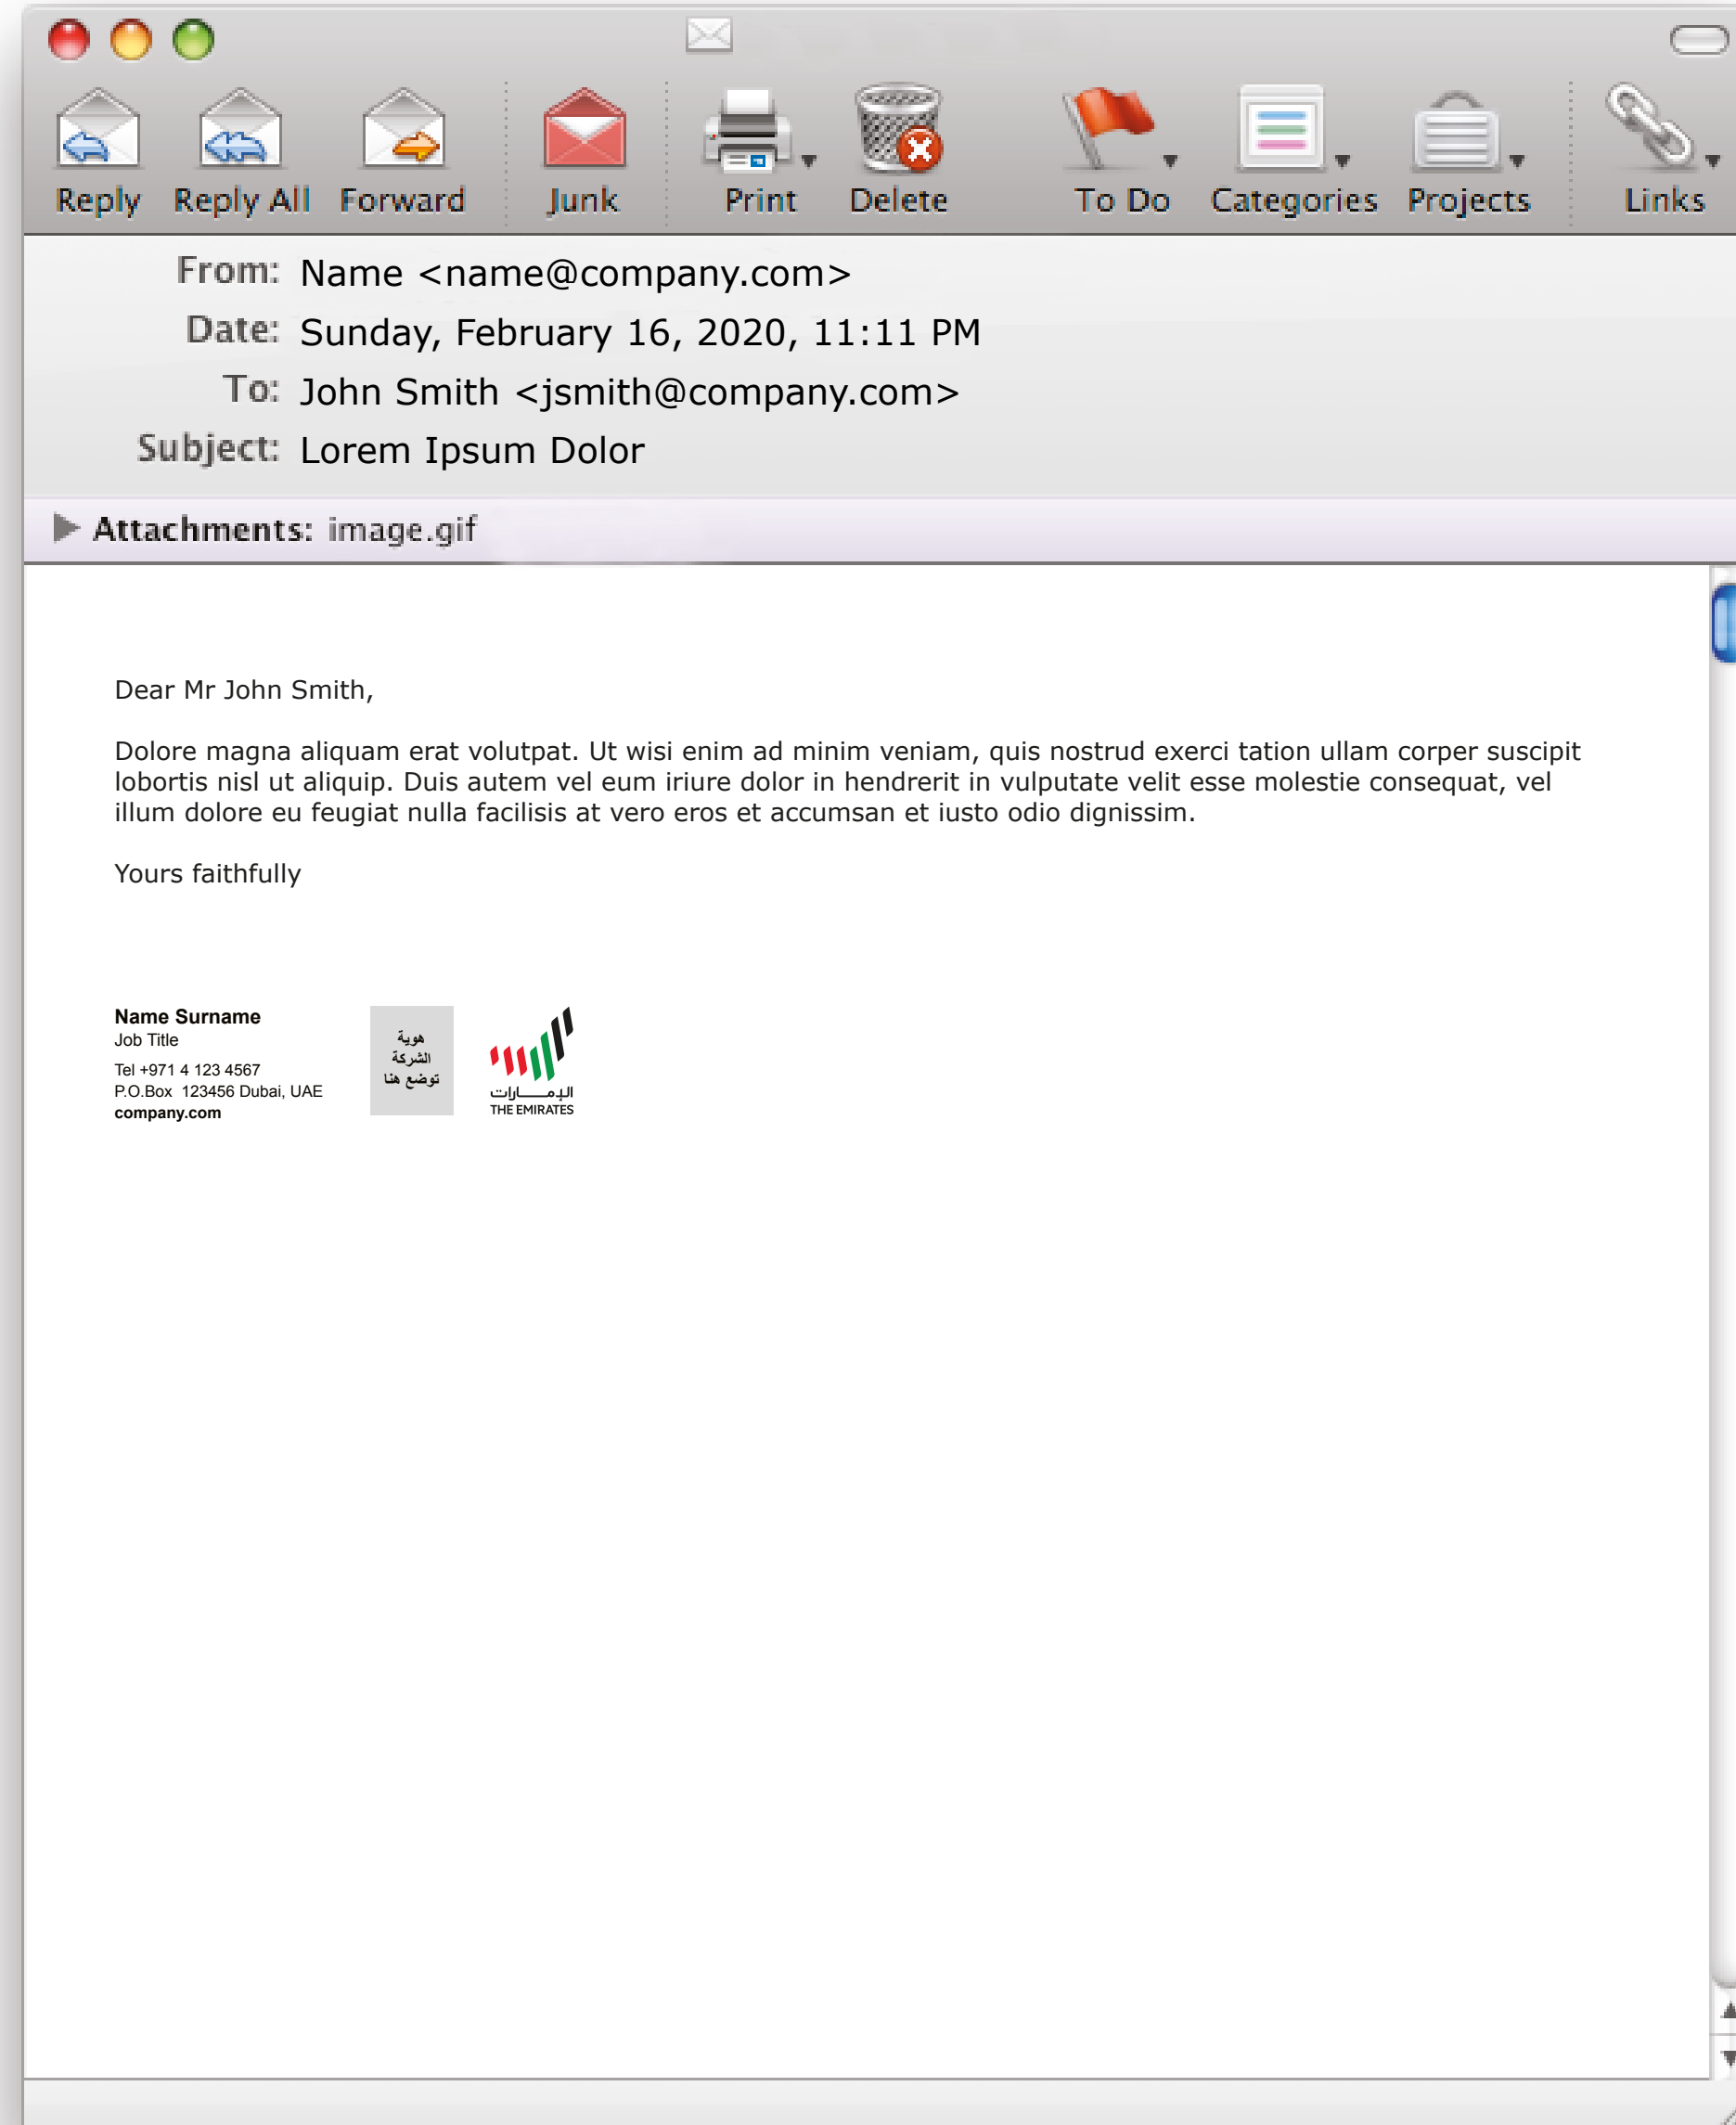 Reply Reply All Forward Junk Print Delete To Do Categories Projects Links
From: Name <name@company.com>
Date: Sunday, February 16, 2020, 11:11 PM
To: John Smith <jsmith@company.com>
Subject: Lorem Ipsum Dolor
Attachments: image.gif
Dear Mr John Smith,
Dolore magna aliquam erat volutpat. Ut wisi enim ad minim veniam, quis nostrud exerci tation ullam corper suscipit
lobortis nisl ut aliquip. Duis autem vel eum iriure dolor in hendrerit in vulputate velit esse molestie consequat, vel
illum dolore eu feugiat nulla facilisis at vero eros et accumsan et iusto odio dignissim.
Yours faithfully
Name Surname
Job Title
Tel +971 4 123 4567
P.O.Box 123456 Dubai, UAE
company.com
هوية
الشركة
توضع هنا
الإمـــارات
THE EMIRATES